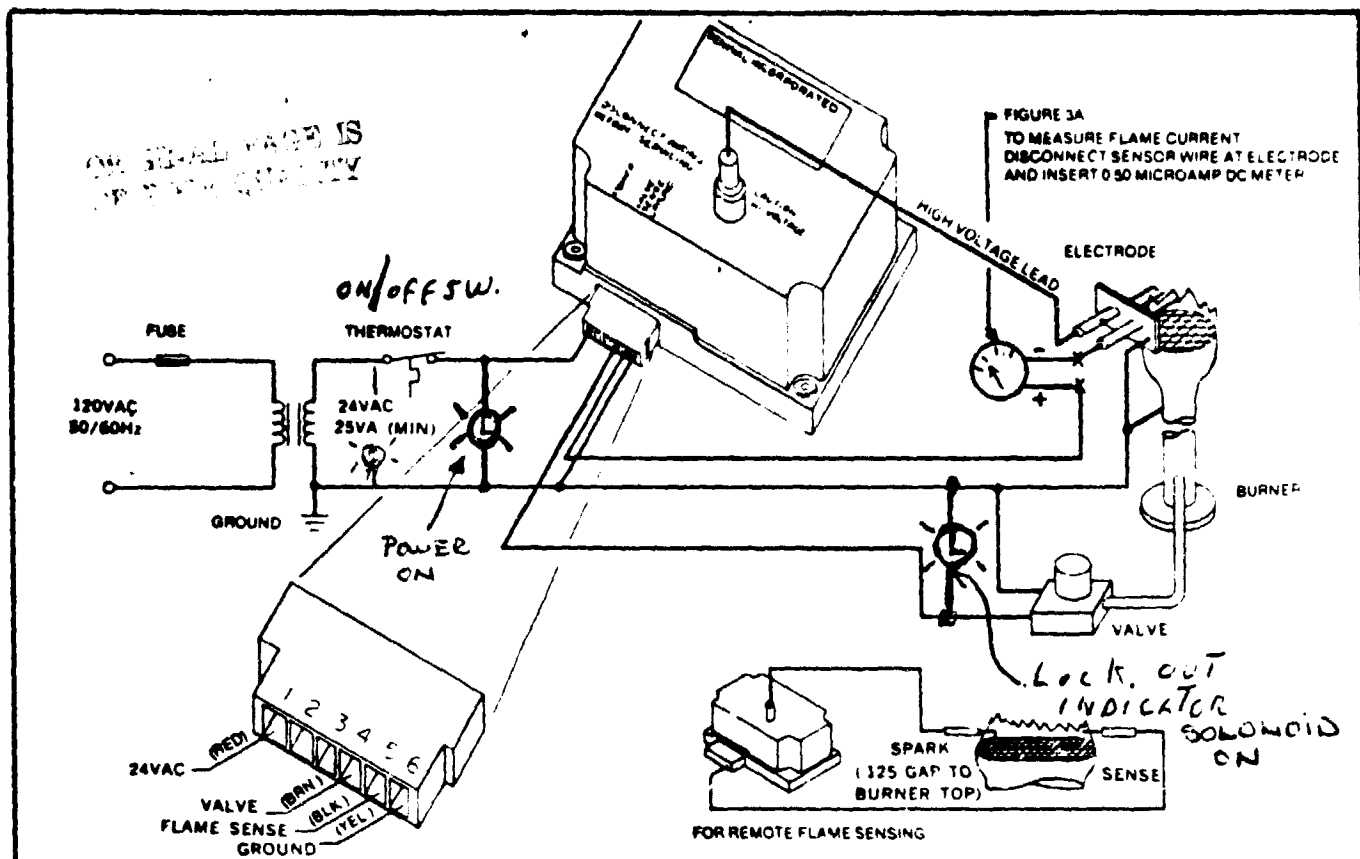 FIGURE 3A
TO MEASURE FLAME CURRENT
DISCONNECT SENSOR WIRE AT ELECTRODE
AND INSERT 0 50 MICROAMP DC METER
INCORPORATED
HIGH VOLTAGE LEAD
ELECTRODE
ON/OFF SW.
FUSE
THERMOSTAT
120VAC
50/60Hz
24VAC
25VA (MIN)
-
+
GROUND
POWER
ON
BURNER
VALVE
LOCK OUT
INDICATOR
SOLONOID
ON
1 2 3 4 5 6
24VAC (RED)
VALVE (BRN)
FLAME SENSE (BLK)
GROUND (YEL)
SPARK
(.125 GAP TO
BURNER TOP)
SENSE
FOR REMOTE FLAME SENSING